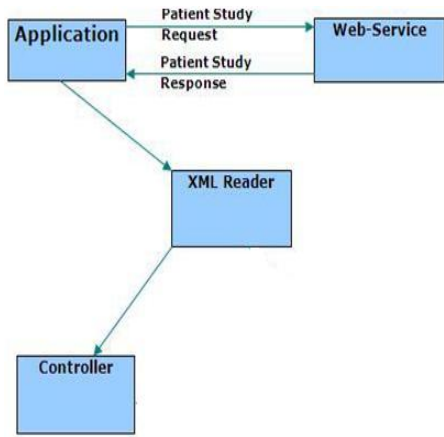 Patient Study
Request
Application
Web-Service
Patient Study
Response
XML Reader
Controller